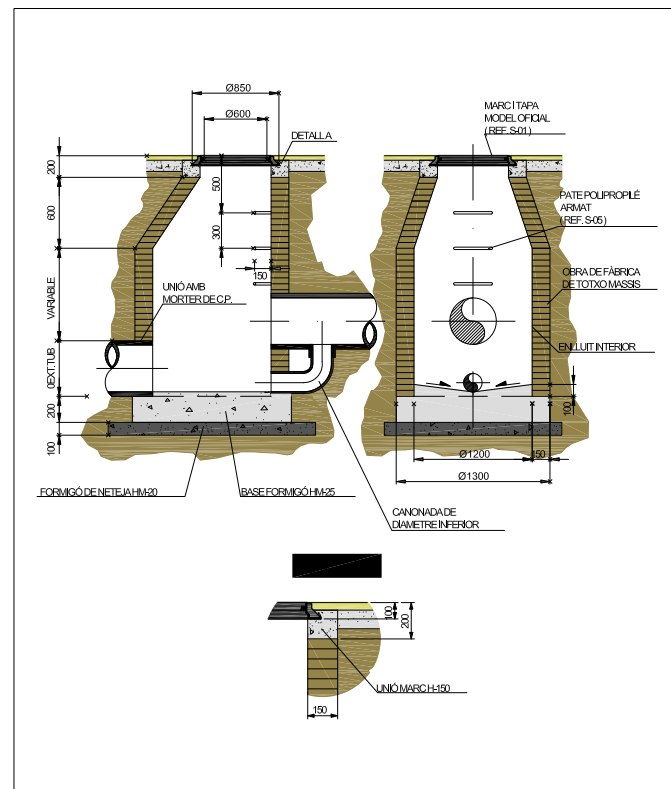 Ø850
Ø600
DETALL A
MARC I TAPA
MODEL OFICIAL
( REF. S-01 )
200
600
VARIABLE
0EXT.TUB
200
100
500
300
150
UNIÓ AMB
MORTER DE C.P.
PATE POLIPROPILÉ
ARMAT
( REF. S-05 )
OBRA DE FÀBRICA
DE TOTXO MASSIS
ENLLUIT INTERIOR
100
Ø1200
150
Ø1300
FORMIGÓ DE NETEJA HM-20
BASE FORMIGÓ HM-25
CANONADA DE
DIAMETRE INFERIOR
100
200
UNIÓ MARC H-150
150